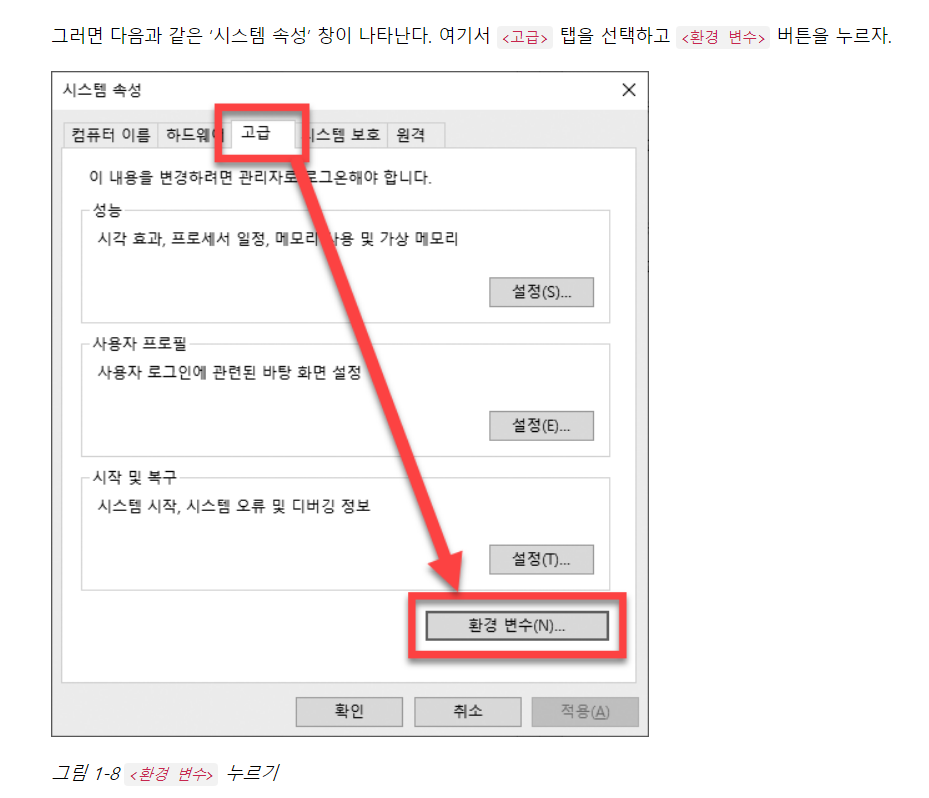 그러면 다음과 같은 ‘시스템 속성’ 창이 나타난다. 여기서 <고급> 탭을 선택하고 <환경 변수> 버튼을 누르자.
시스템 속성
컴퓨터 이름 하드웨어 고급 시스템 보호 원격
이 내용을 변경하려면 관리자로 로그온해야 합니다.
성능
시각 효과, 프로세서 일정, 메모리 사용 및 가상 메모리
설정(S)...
사용자 프로필
사용자 로그인에 관련된 바탕 화면 설정
설정(E)...
시작 및 복구
시스템 시작, 시스템 오류 및 디버깅 정보
설정(T)...
환경 변수(N)...
확인 취소 적용(A)
그림 1-8 <환경 변수> 누르기